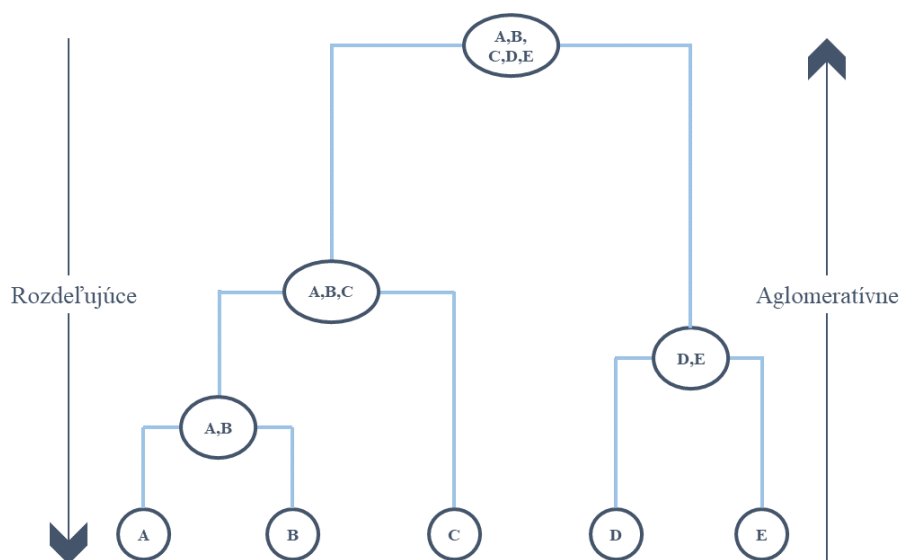 A,B,
C,D,E
A,B,C
Rozdeľujúce
Aglomeratívne
D,E
A,B
A
B
C
D
E